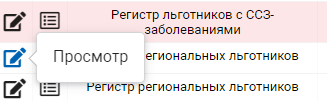 Регистр льготников с ССЗ-
заболеваниями
Просмотр
региональных льготников
Регистр региональных льготников